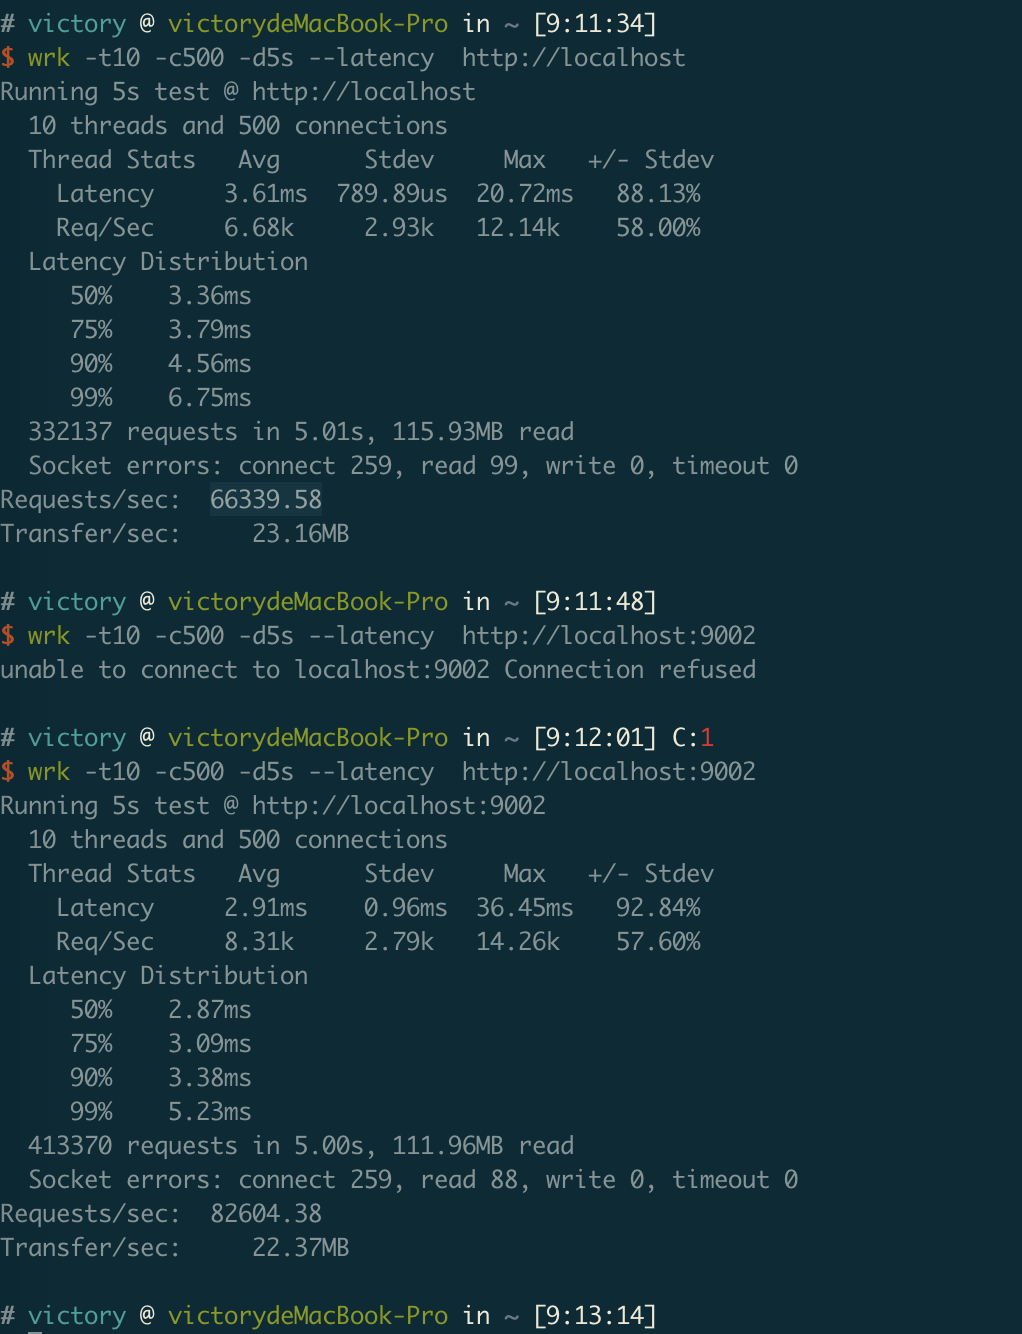 # victory @ victorydeMacBook-Pro in ~ [9:11:34]
$ wrk -t10 -c500 -d5s --latency  http://localhost
Running 5s test @ http://localhost
  10 threads and 500 connections
  Thread Stats   Avg      Stdev     Max   +/- Stdev
    Latency     3.61ms  789.89us  20.72ms   88.13%
    Req/Sec     6.68k     2.93k   12.14k    58.00%
  Latency Distribution
     50%    3.36ms
     75%    3.79ms
     90%    4.56ms
     99%    6.75ms
  332137 requests in 5.01s, 115.93MB read
  Socket errors: connect 259, read 99, write 0, timeout 0
Requests/sec:  66339.58
Transfer/sec:     23.16MB

# victory @ victorydeMacBook-Pro in ~ [9:11:48]
$ wrk -t10 -c500 -d5s --latency  http://localhost:9002
unable to connect to localhost:9002 Connection refused

# victory @ victorydeMacBook-Pro in ~ [9:12:01] C:1
$ wrk -t10 -c500 -d5s --latency  http://localhost:9002
Running 5s test @ http://localhost:9002
  10 threads and 500 connections
  Thread Stats   Avg      Stdev     Max   +/- Stdev
    Latency     2.91ms    0.96ms  36.45ms   92.84%
    Req/Sec     8.31k     2.79k   14.26k    57.60%
  Latency Distribution
     50%    2.87ms
     75%    3.09ms
     90%    3.38ms
     99%    5.23ms
  413370 requests in 5.00s, 111.96MB read
  Socket errors: connect 259, read 88, write 0, timeout 0
Requests/sec:  82604.38
Transfer/sec:     22.37MB

# victory @ victorydeMacBook-Pro in ~ [9:13:14]